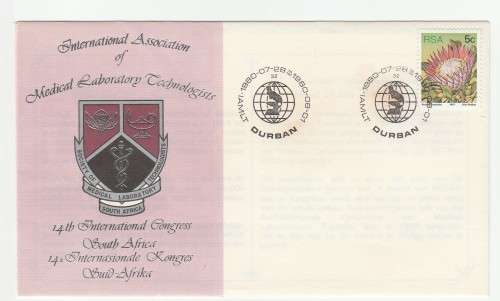 International Association
of
Medical Laboratory Technologists
SOCIETY OF MEDICAL LABORATORY TECHNOLOGISTS
SOUTH AFRICA
14th International Congress
South Africa
14e Internasionale Kongres
Suid-Afrika
IAMLT 1980-07-28 1980-08-01
DURBAN
IAMLT 1980-07-28 1980-08-01
DURBAN
RSA 5c